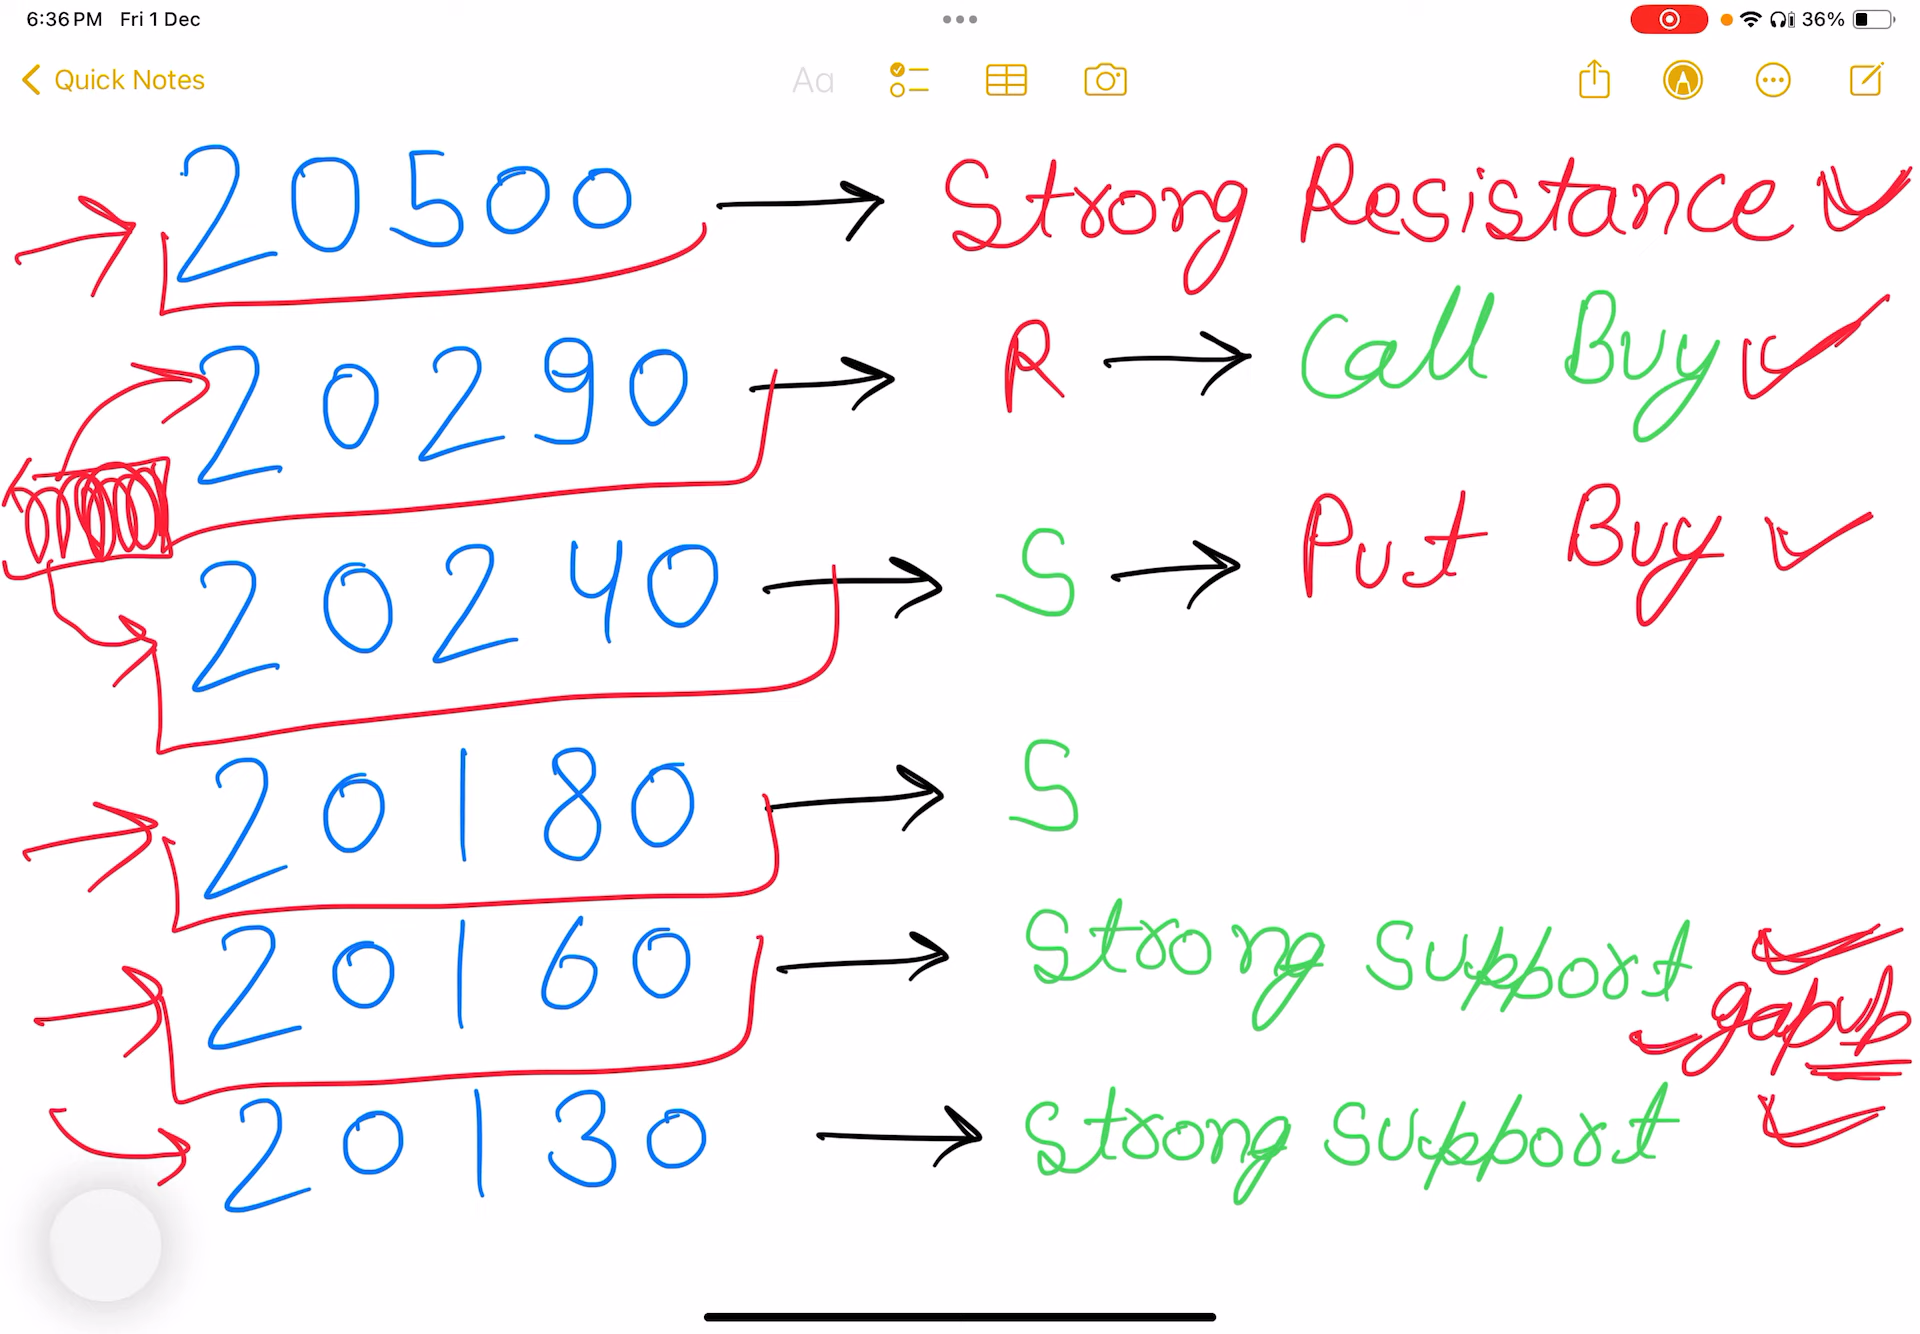 6:36 PM Fri 1 Dec 36%
Quick Notes Aa
20500 → Strong Resistance
20290 → R → Call Buy
20240 → S → Put Buy
20180 → S
20160 → Strong Support
gapup
20130 → Strong Support